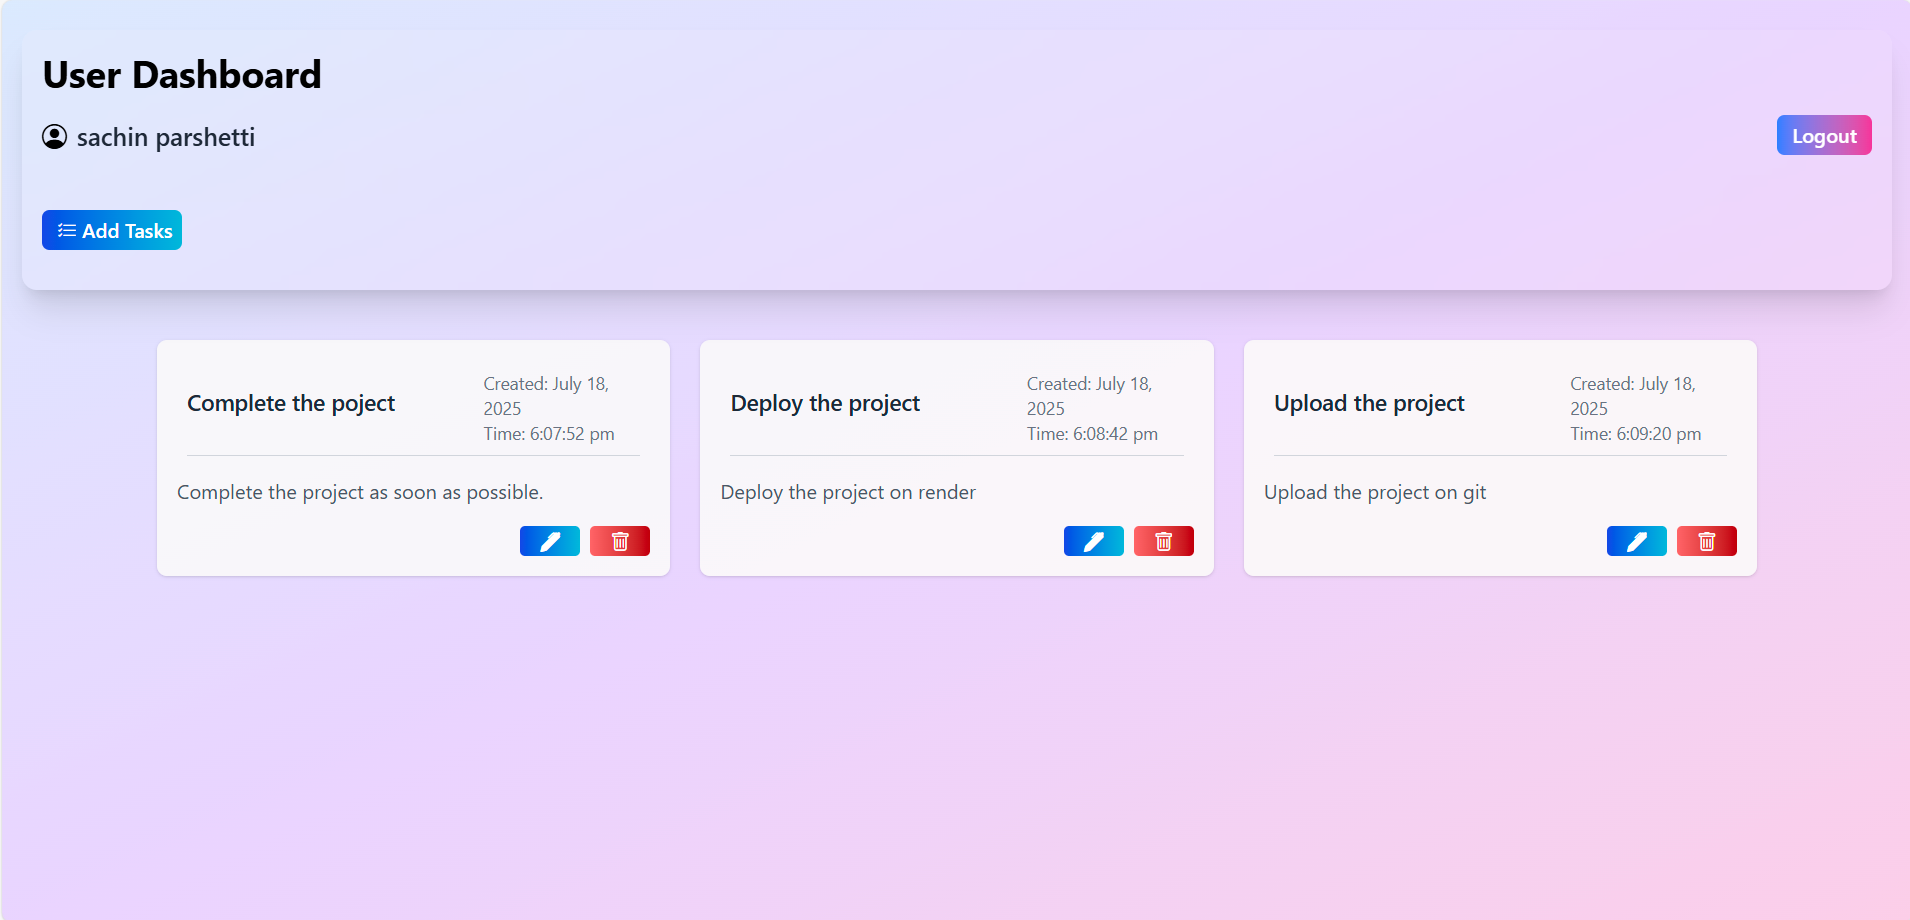 User Dashboard
sachin parshetti
Logout
Add Tasks
Complete the poject
Created: July 18,
2025
Time: 6:07:52 pm
Complete the project as soon as possible.
Deploy the project
Created: July 18,
2025
Time: 6:08:42 pm
Deploy the project on render
Upload the project
Created: July 18,
2025
Time: 6:09:20 pm
Upload the project on git